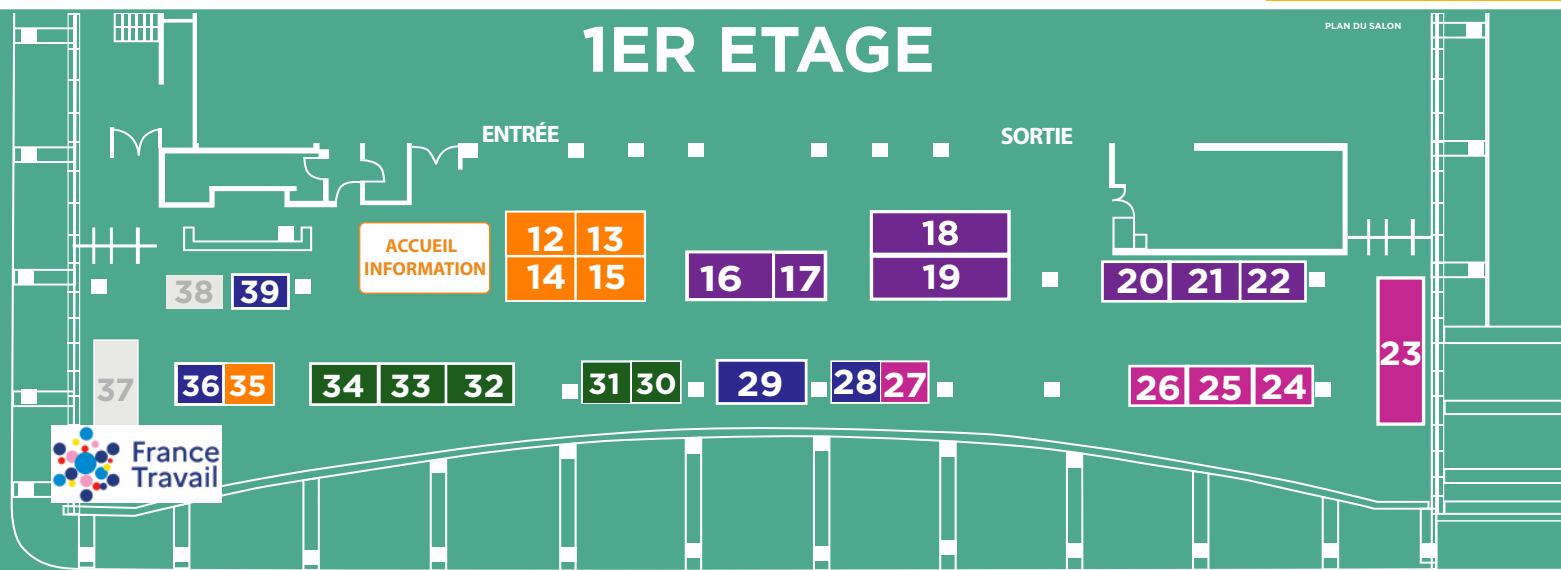 PLAN DU SALON
1ER ETAGE
ENTRÉE
SORTIE
ACCUEIL
INFORMATION
12 13
14 15
16 17
18
19
20 21 22
23
38 39
37
36 35
34 33 32
31 30
29
28 27
26 25 24
France
Travail